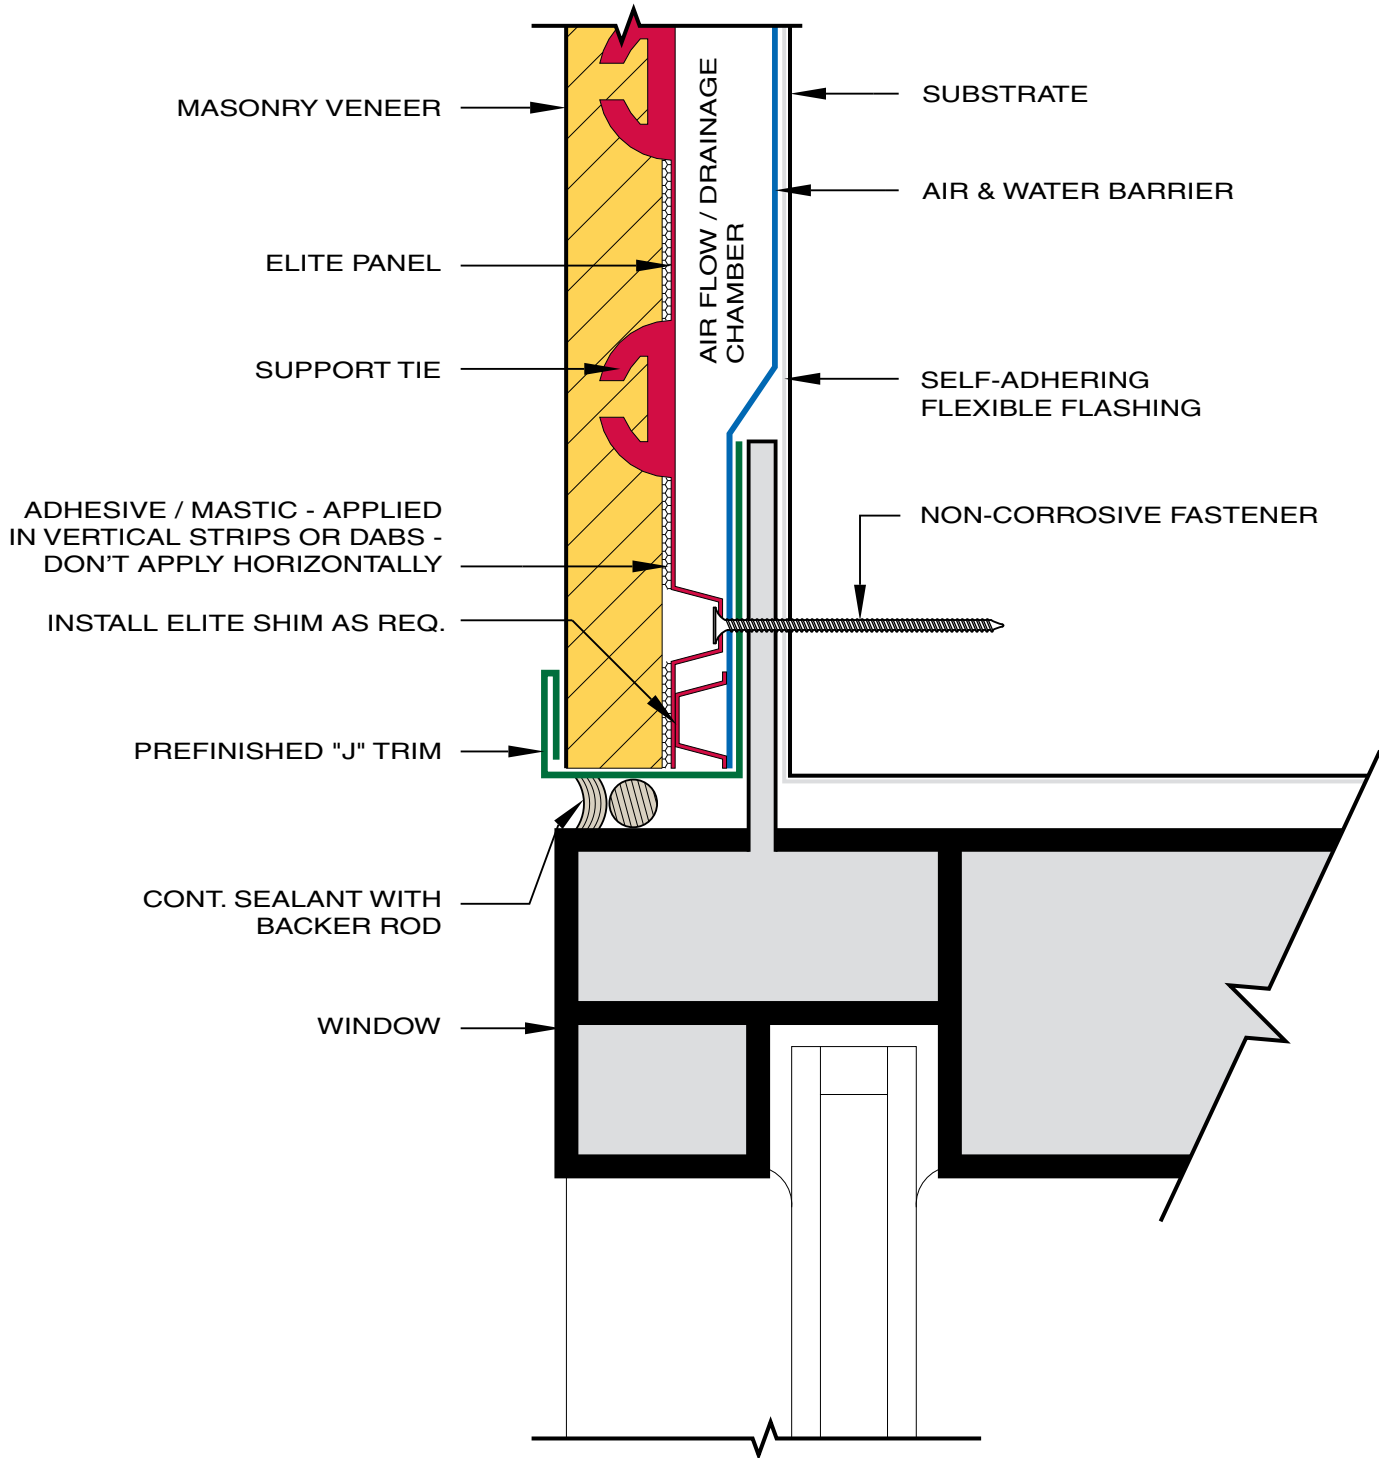 MASONRY VENEER
ELITE PANEL
SUPPORT TIE
ADHESIVE / MASTIC - APPLIED
IN VERTICAL STRIPS OR DABS -
DON'T APPLY HORIZONTALLY
INSTALL ELITE SHIM AS REQ.
PREFINISHED "J" TRIM
CONT. SEALANT WITH
BACKER ROD
WINDOW
AIR FLOW / DRAINAGE
CHAMBER
SUBSTRATE
AIR & WATER BARRIER
SELF-ADHERING
FLEXIBLE FLASHING
NON-CORROSIVE FASTENER